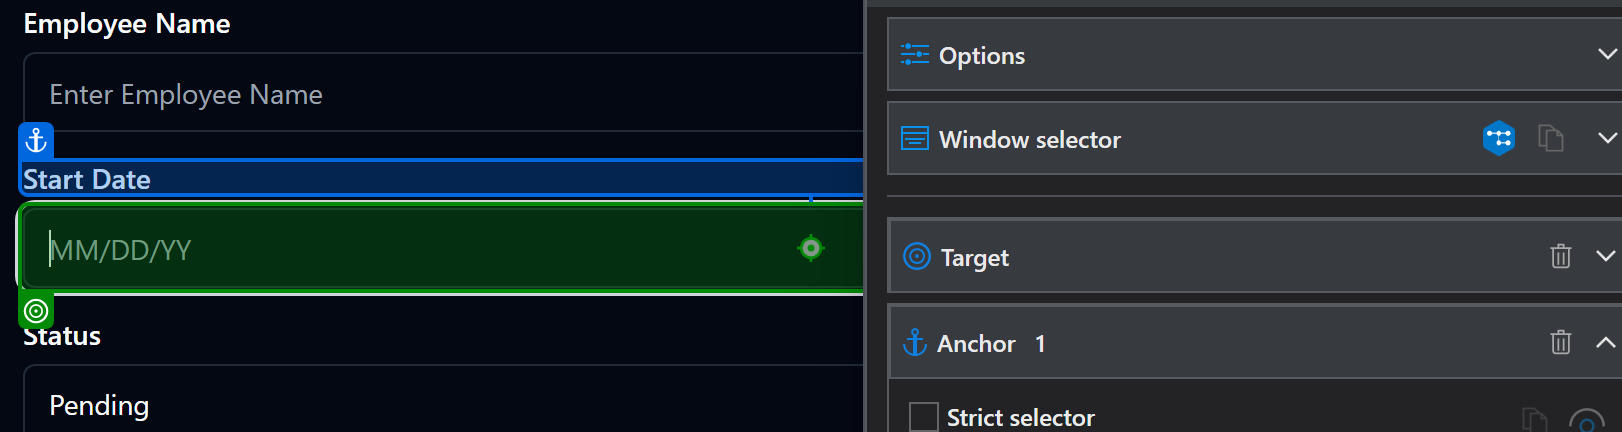 Employee Name
Enter Employee Name
Start Date
MM/DD/YY
Status
Pending
Options
Window selector
Target
Anchor 1
Strict selector